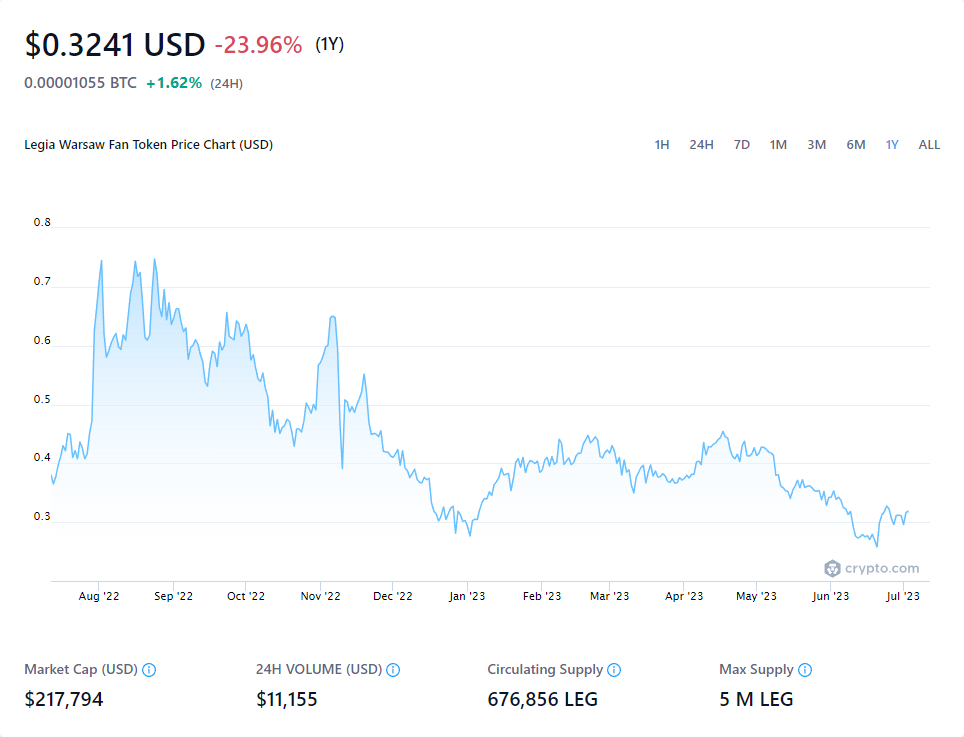 $0.3241 USD -23.96% (1Y)
0.00001055 BTC +1.62% (24H)
Legia Warsaw Fan Token Price Chart (USD) 1H 24H 7D 1M 3M 6M 1Y ALL
0.8
0.7
0.6
0.5
0.4
0.3
crypto.com
Aug '22 Sep '22 Oct '22 Nov '22 Dec '22 Jan '23 Feb '23 Mar '23 Apr '23 May '23 Jun '23 Jul '23
Market Cap (USD) 24H VOLUME (USD) Circulating Supply Max Supply
$217,794 $11,155 676,856 LEG 5 M LEG